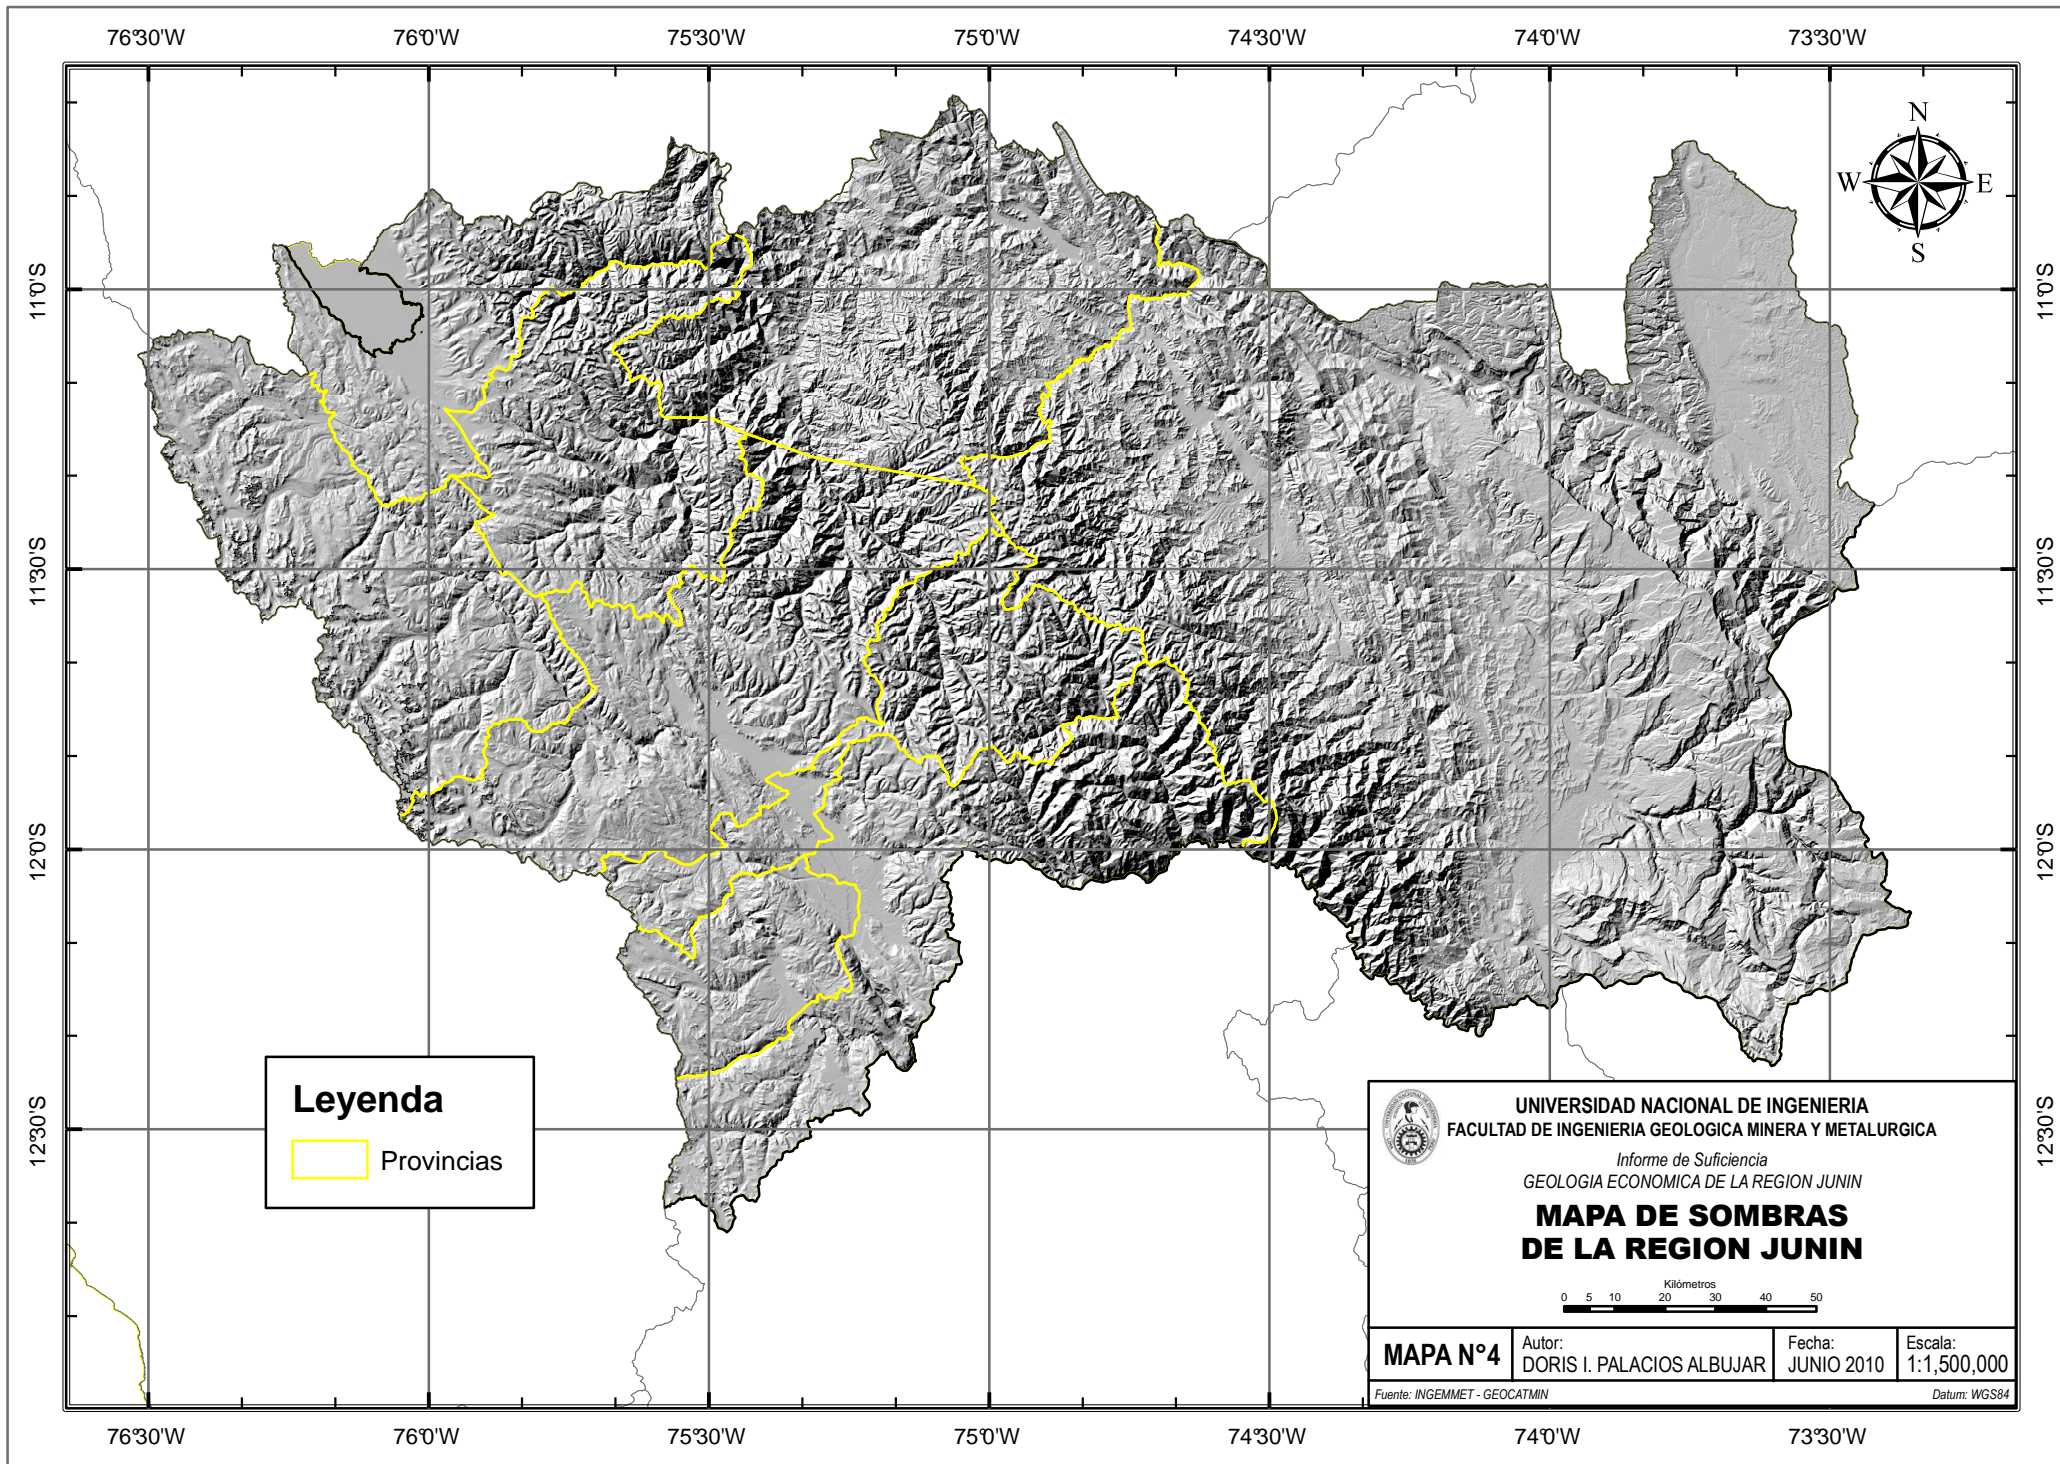 76°30'W 76°0'W 75°30'W 75°0'W 74°30'W 74°0'W 73°30'W
N
W E
S
11°0'S 11°0'S
11°30'S 11°30'S
12°0'S 12°0'S
12°30'S 12°30'S
Leyenda
Provincias
UNIVERSIDAD NACIONAL DE INGENIERIA
FACULTAD DE INGENIERIA GEOLOGICA MINERA Y METALURGICA
Informe de Suficiencia
GEOLOGIA ECONOMICA DE LA REGION JUNIN
MAPA DE SOMBRAS
DE LA REGION JUNIN
Kilómetros
0 5 10 20 30 40 50
MAPA N°4
Autor:
DORIS I. PALACIOS ALBUJAR
Fecha:
JUNIO 2010
Escala:
1:1,500,000
Fuente: INGEMMET - GEOCATMIN
Datum: WGS84
76°30'W 76°0'W 75°30'W 75°0'W 74°30'W 74°0'W 73°30'W